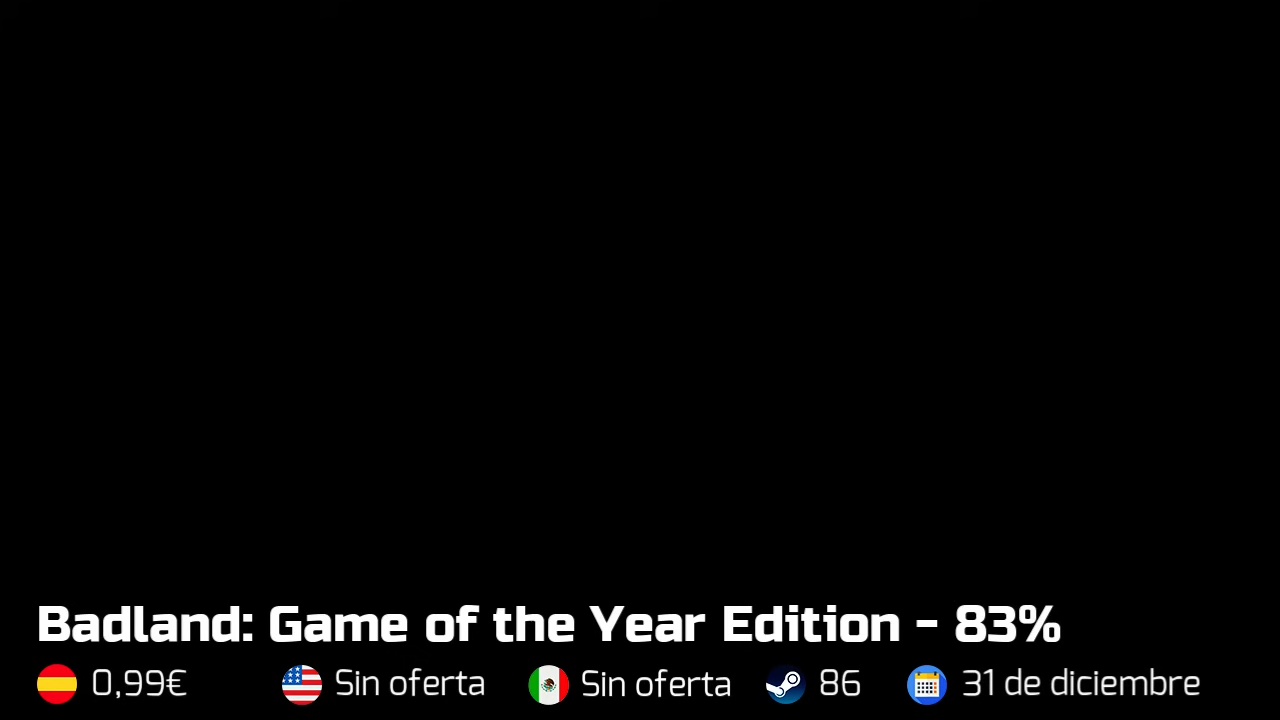 Badland: Game of the Year Edition - 83%
0,99€ Sin oferta Sin oferta 86 31 de diciembre